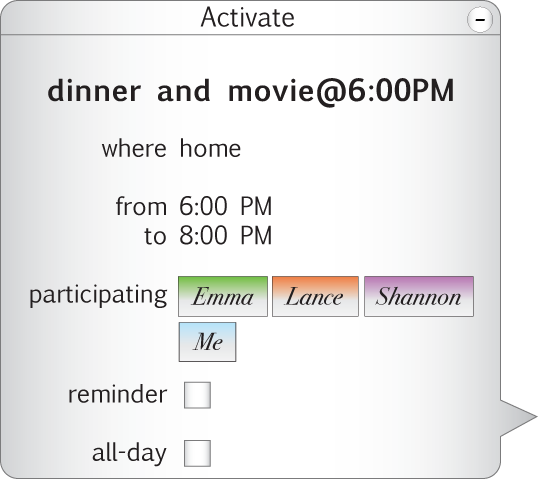 Activate
dinner and movie@6:00PM
where home
from 6:00 PM
to 8:00 PM
participating Emma Lance Shannon
Me
reminder
all-day